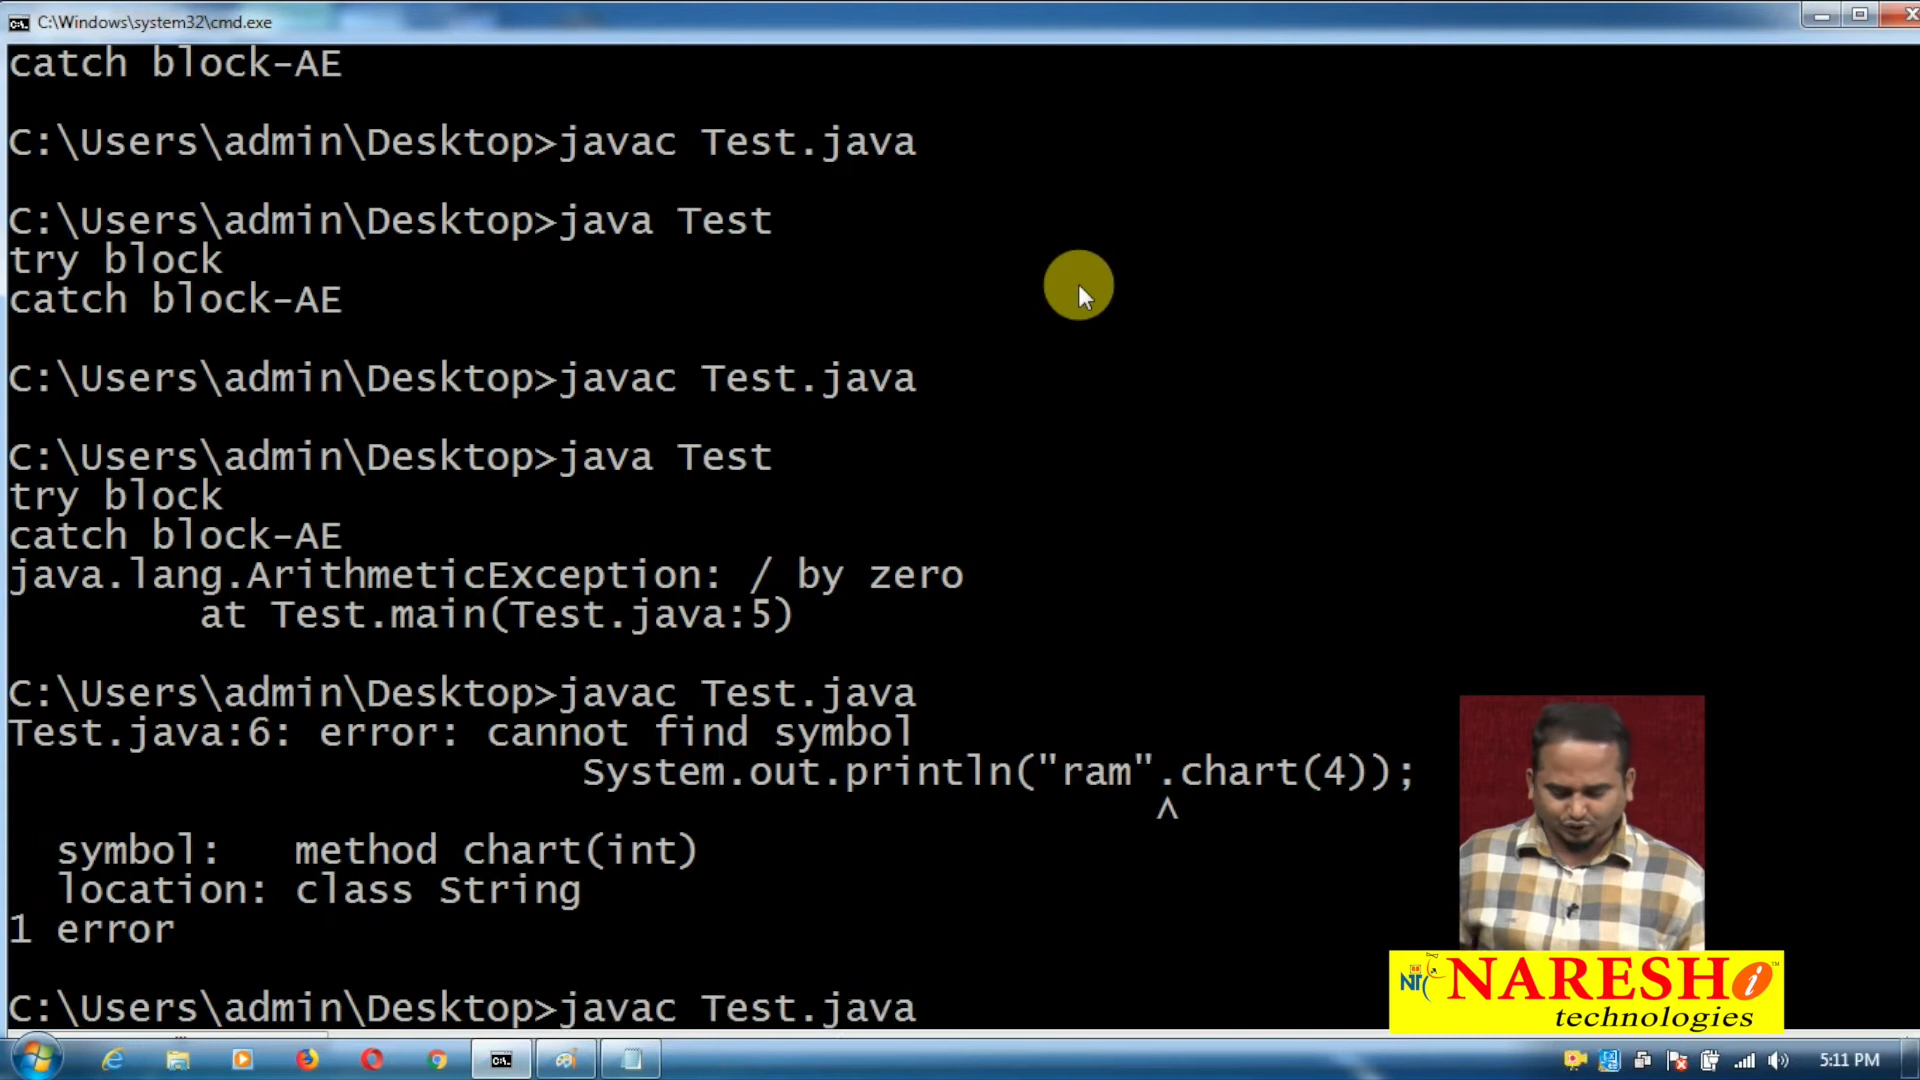 C:\Windows\system32\cmd.exe
catch block-AE
C:\Users\admin\Desktop>javac Test.java
C:\Users\admin\Desktop>java Test
try block
catch block-AE
C:\Users\admin\Desktop>javac Test.java
C:\Users\admin\Desktop>java Test
try block
catch block-AE
java.lang.ArithmeticException: / by zero
at Test.main(Test.java:5)
C:\Users\admin\Desktop>javac Test.java
Test.java:6: error: cannot find symbol
System.out.println("ram".chart(4));
^
symbol:   method chart(int)
location: class String
1 error
C:\Users\admin\Desktop>javac Test.java
NARESH i
technologies
5:11 PM